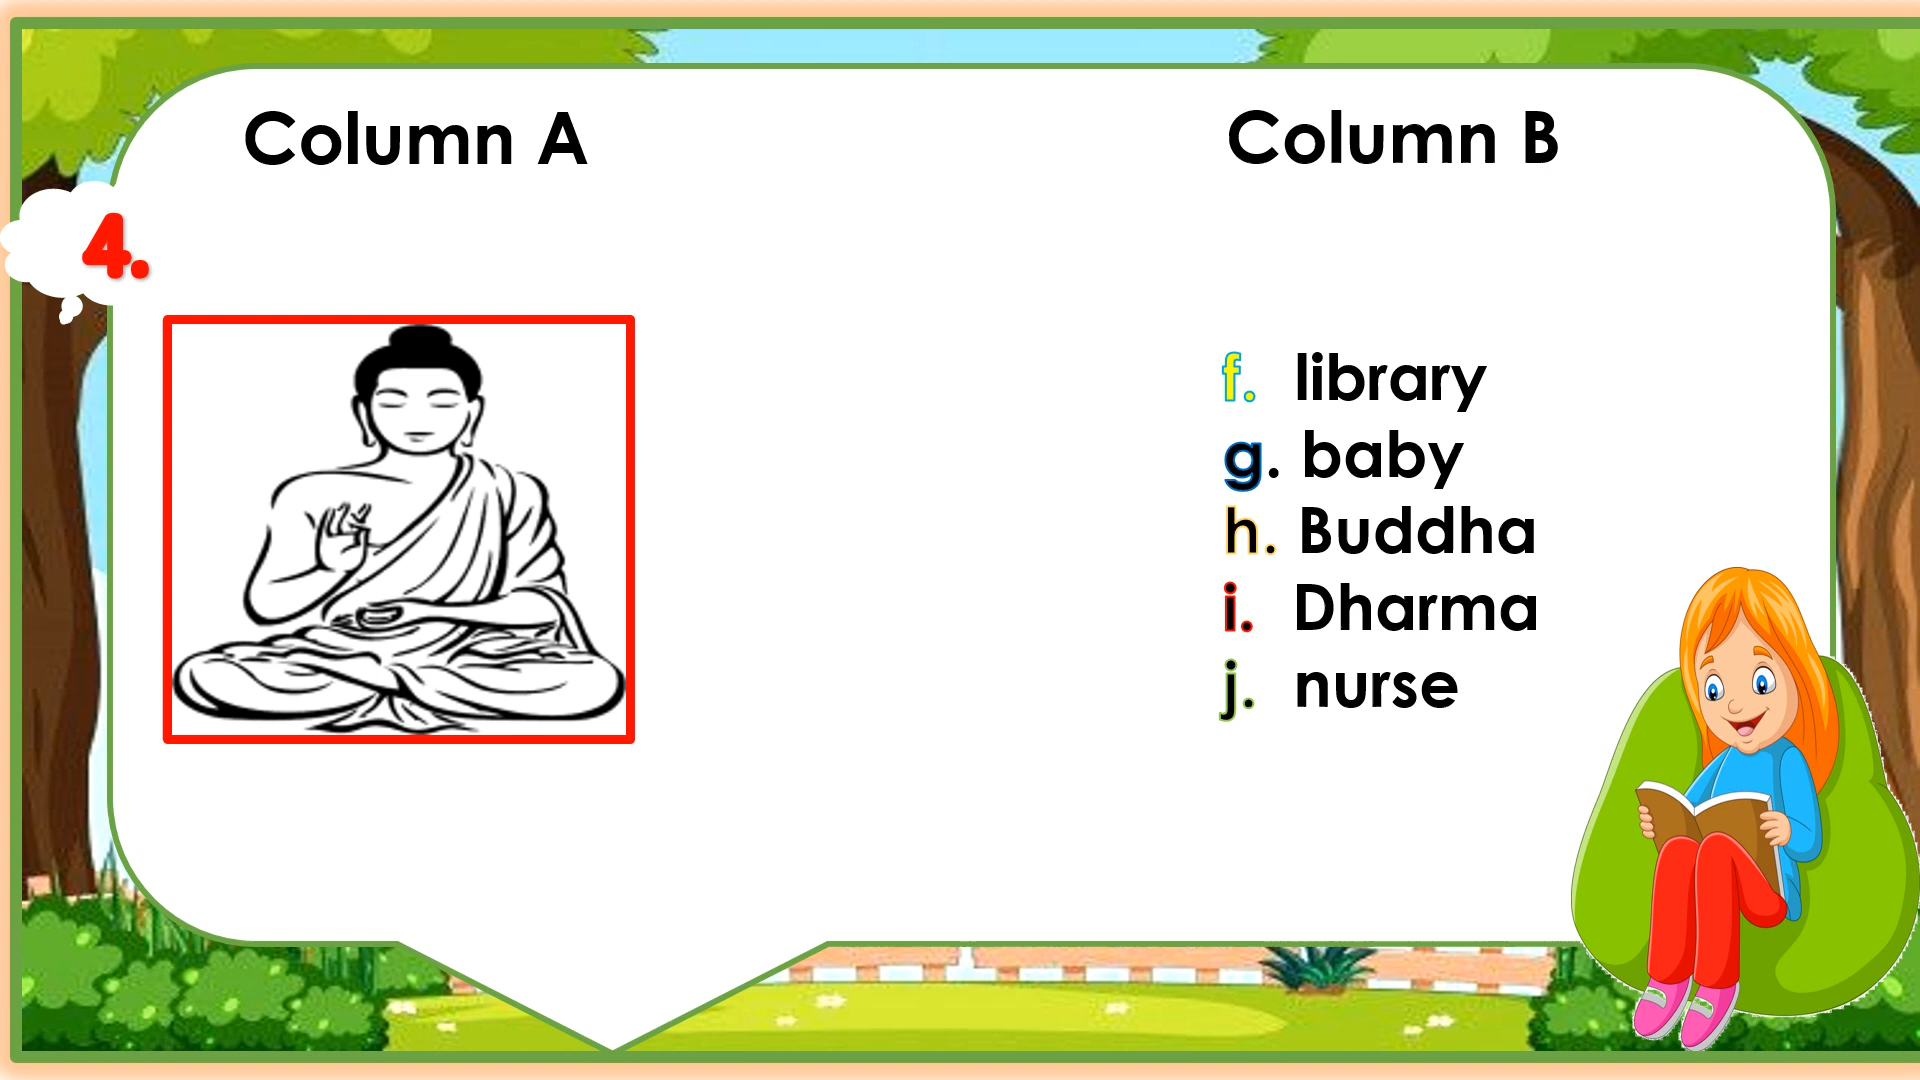 Column A
Column B
4.
f. library
g. baby
h. Buddha
i. Dharma
j. nurse